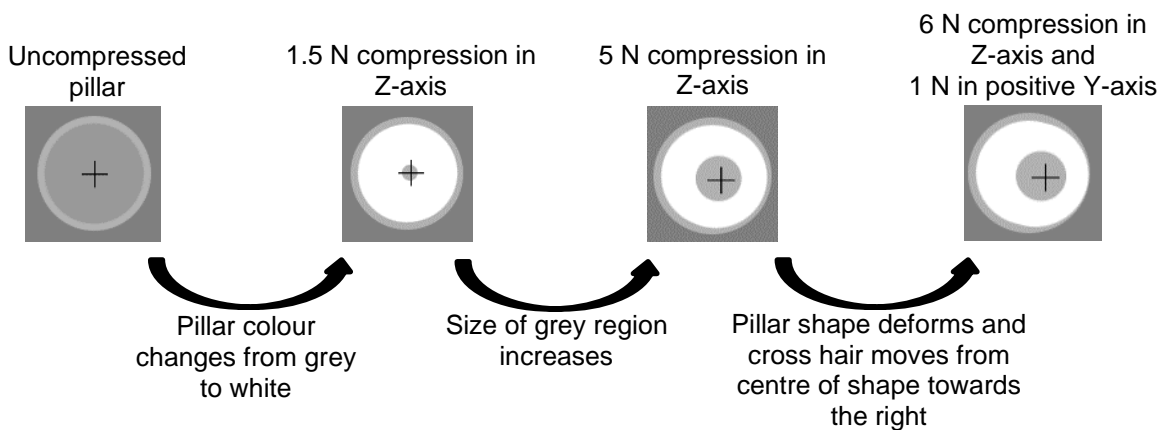 Uncompressed
pillar
1.5 N compression in
Z-axis
5 N compression in
Z-axis
6 N compression in
Z-axis and
1 N in positive Y-axis
Pillar colour
changes from grey
to white
Size of grey region
increases
Pillar shape deforms and
cross hair moves from
centre of shape towards
the right